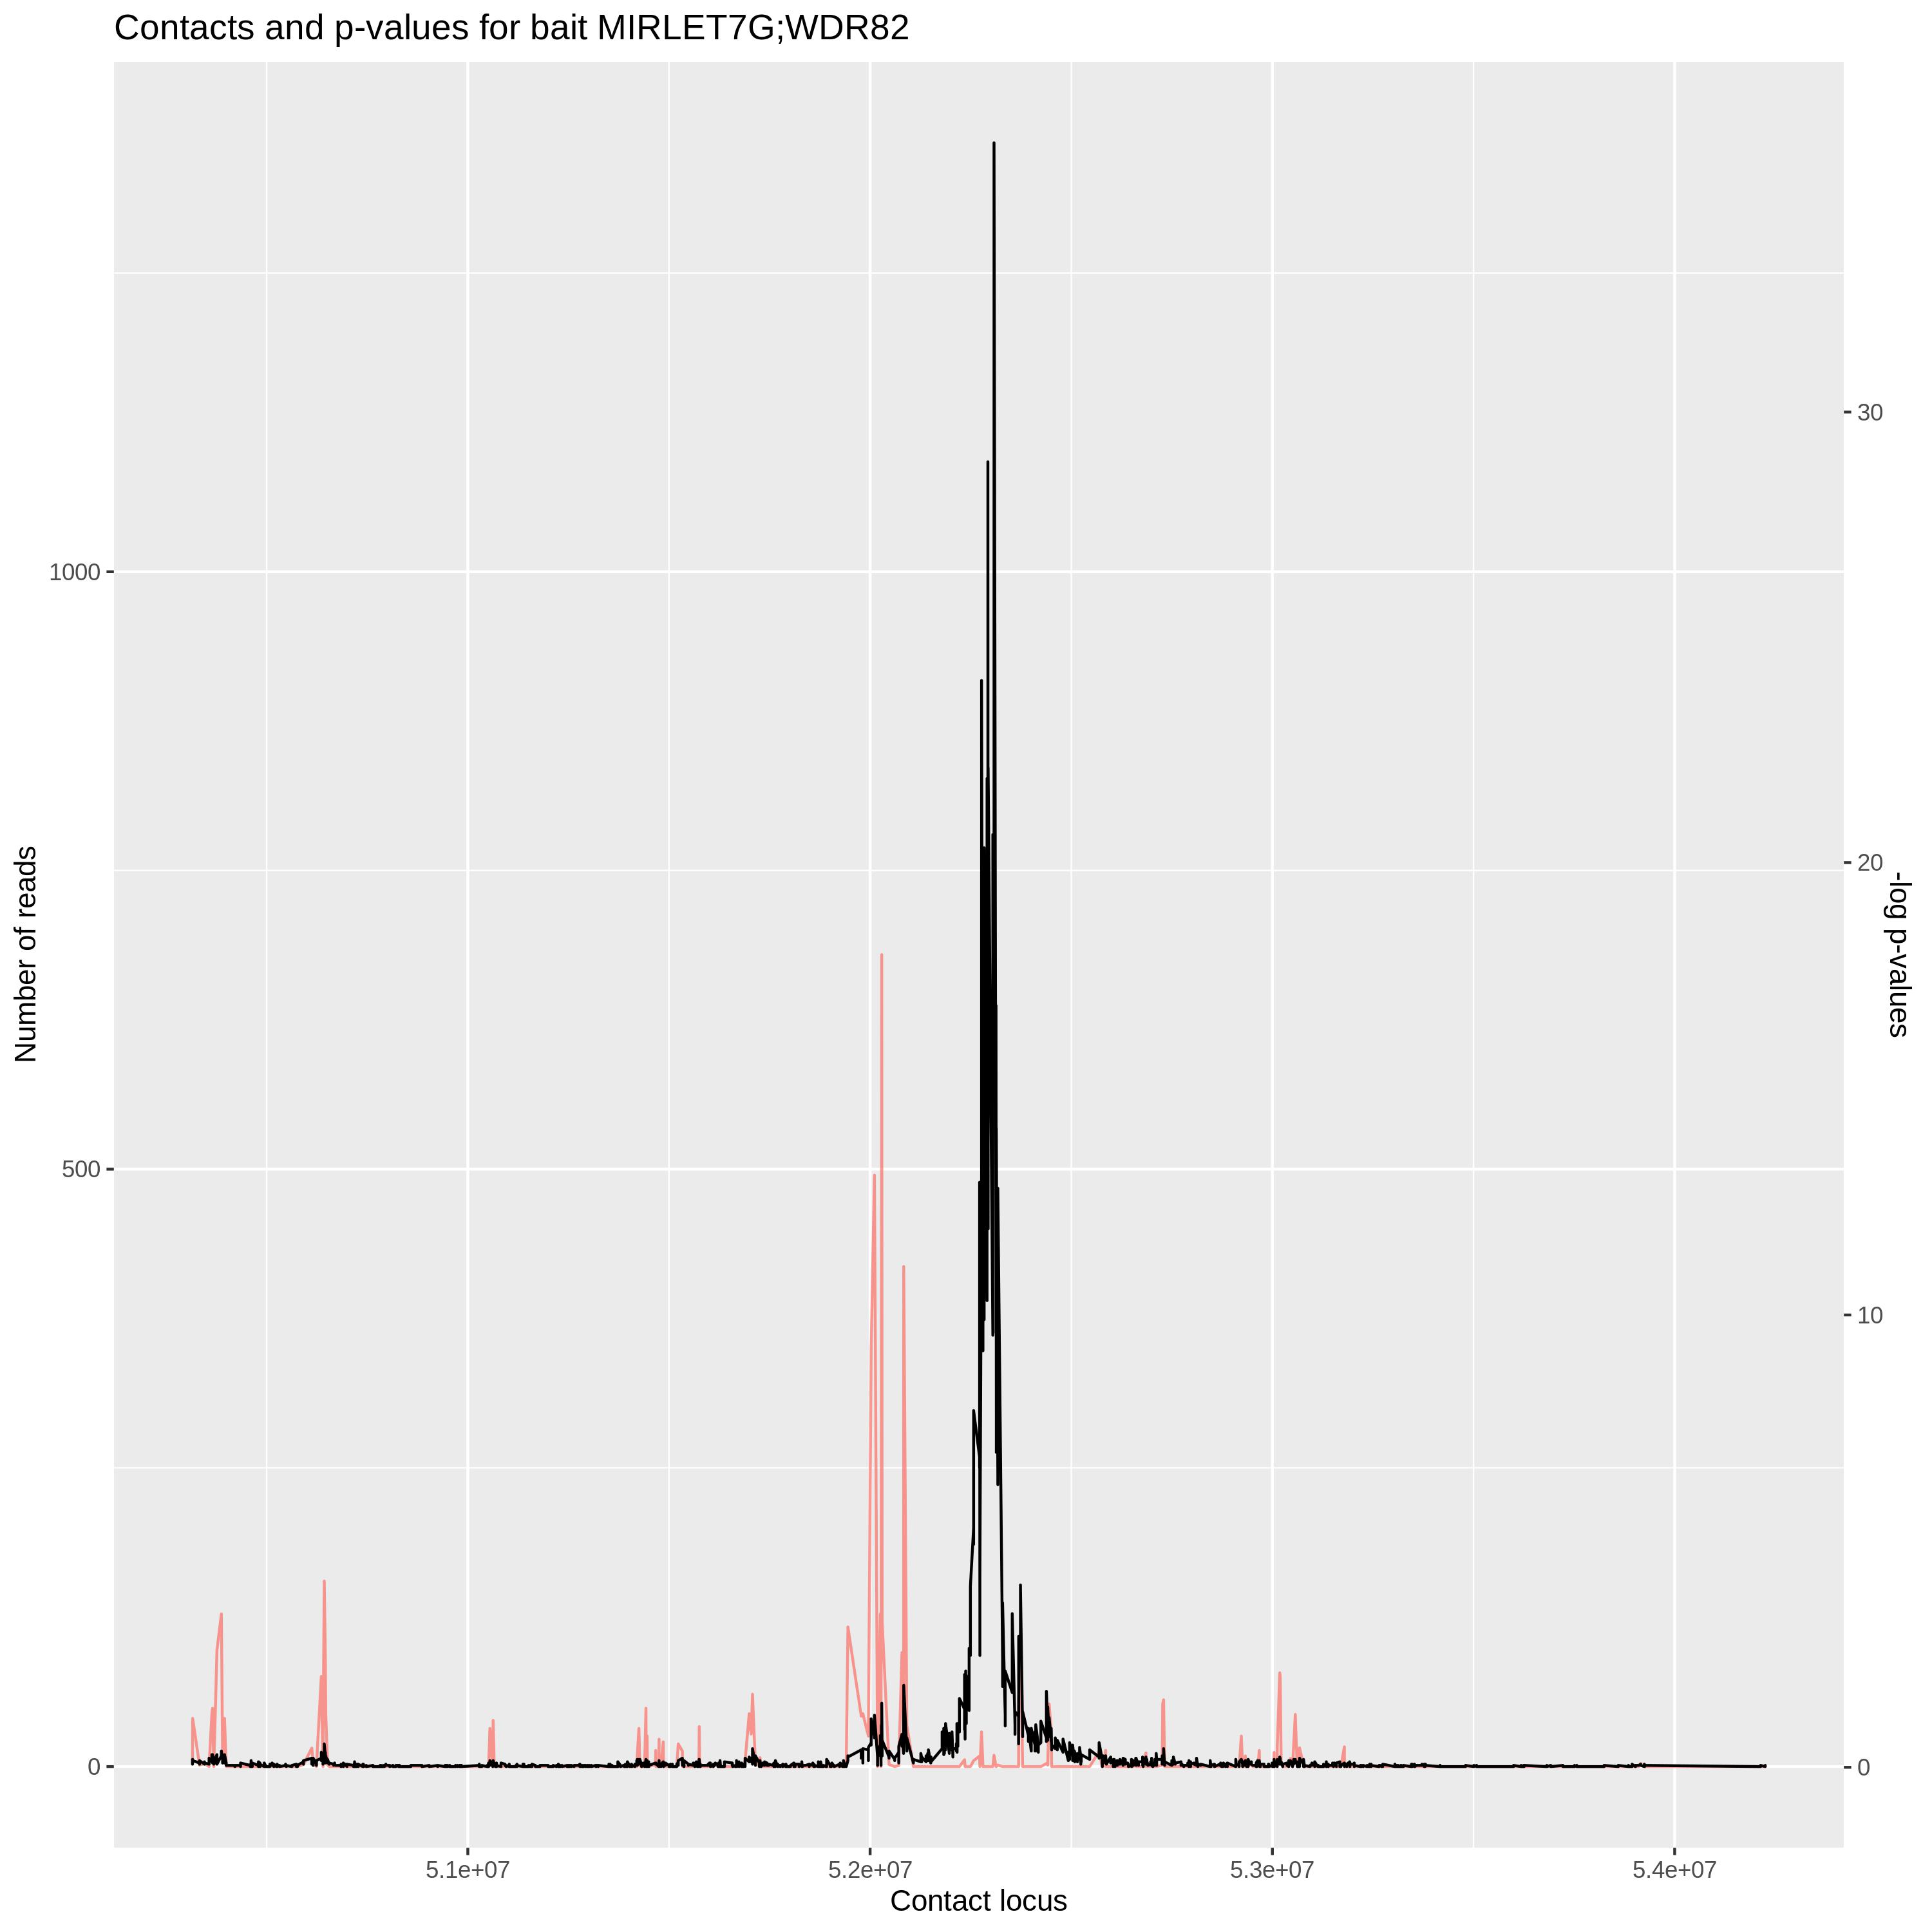 Contacts and p-values for bait MIRLET7G;WDR82
Number of reads
1000
500
0
30
20
10
0
-log p-values
5.1e+07
5.2e+07
5.3e+07
5.4e+07
Contact locus